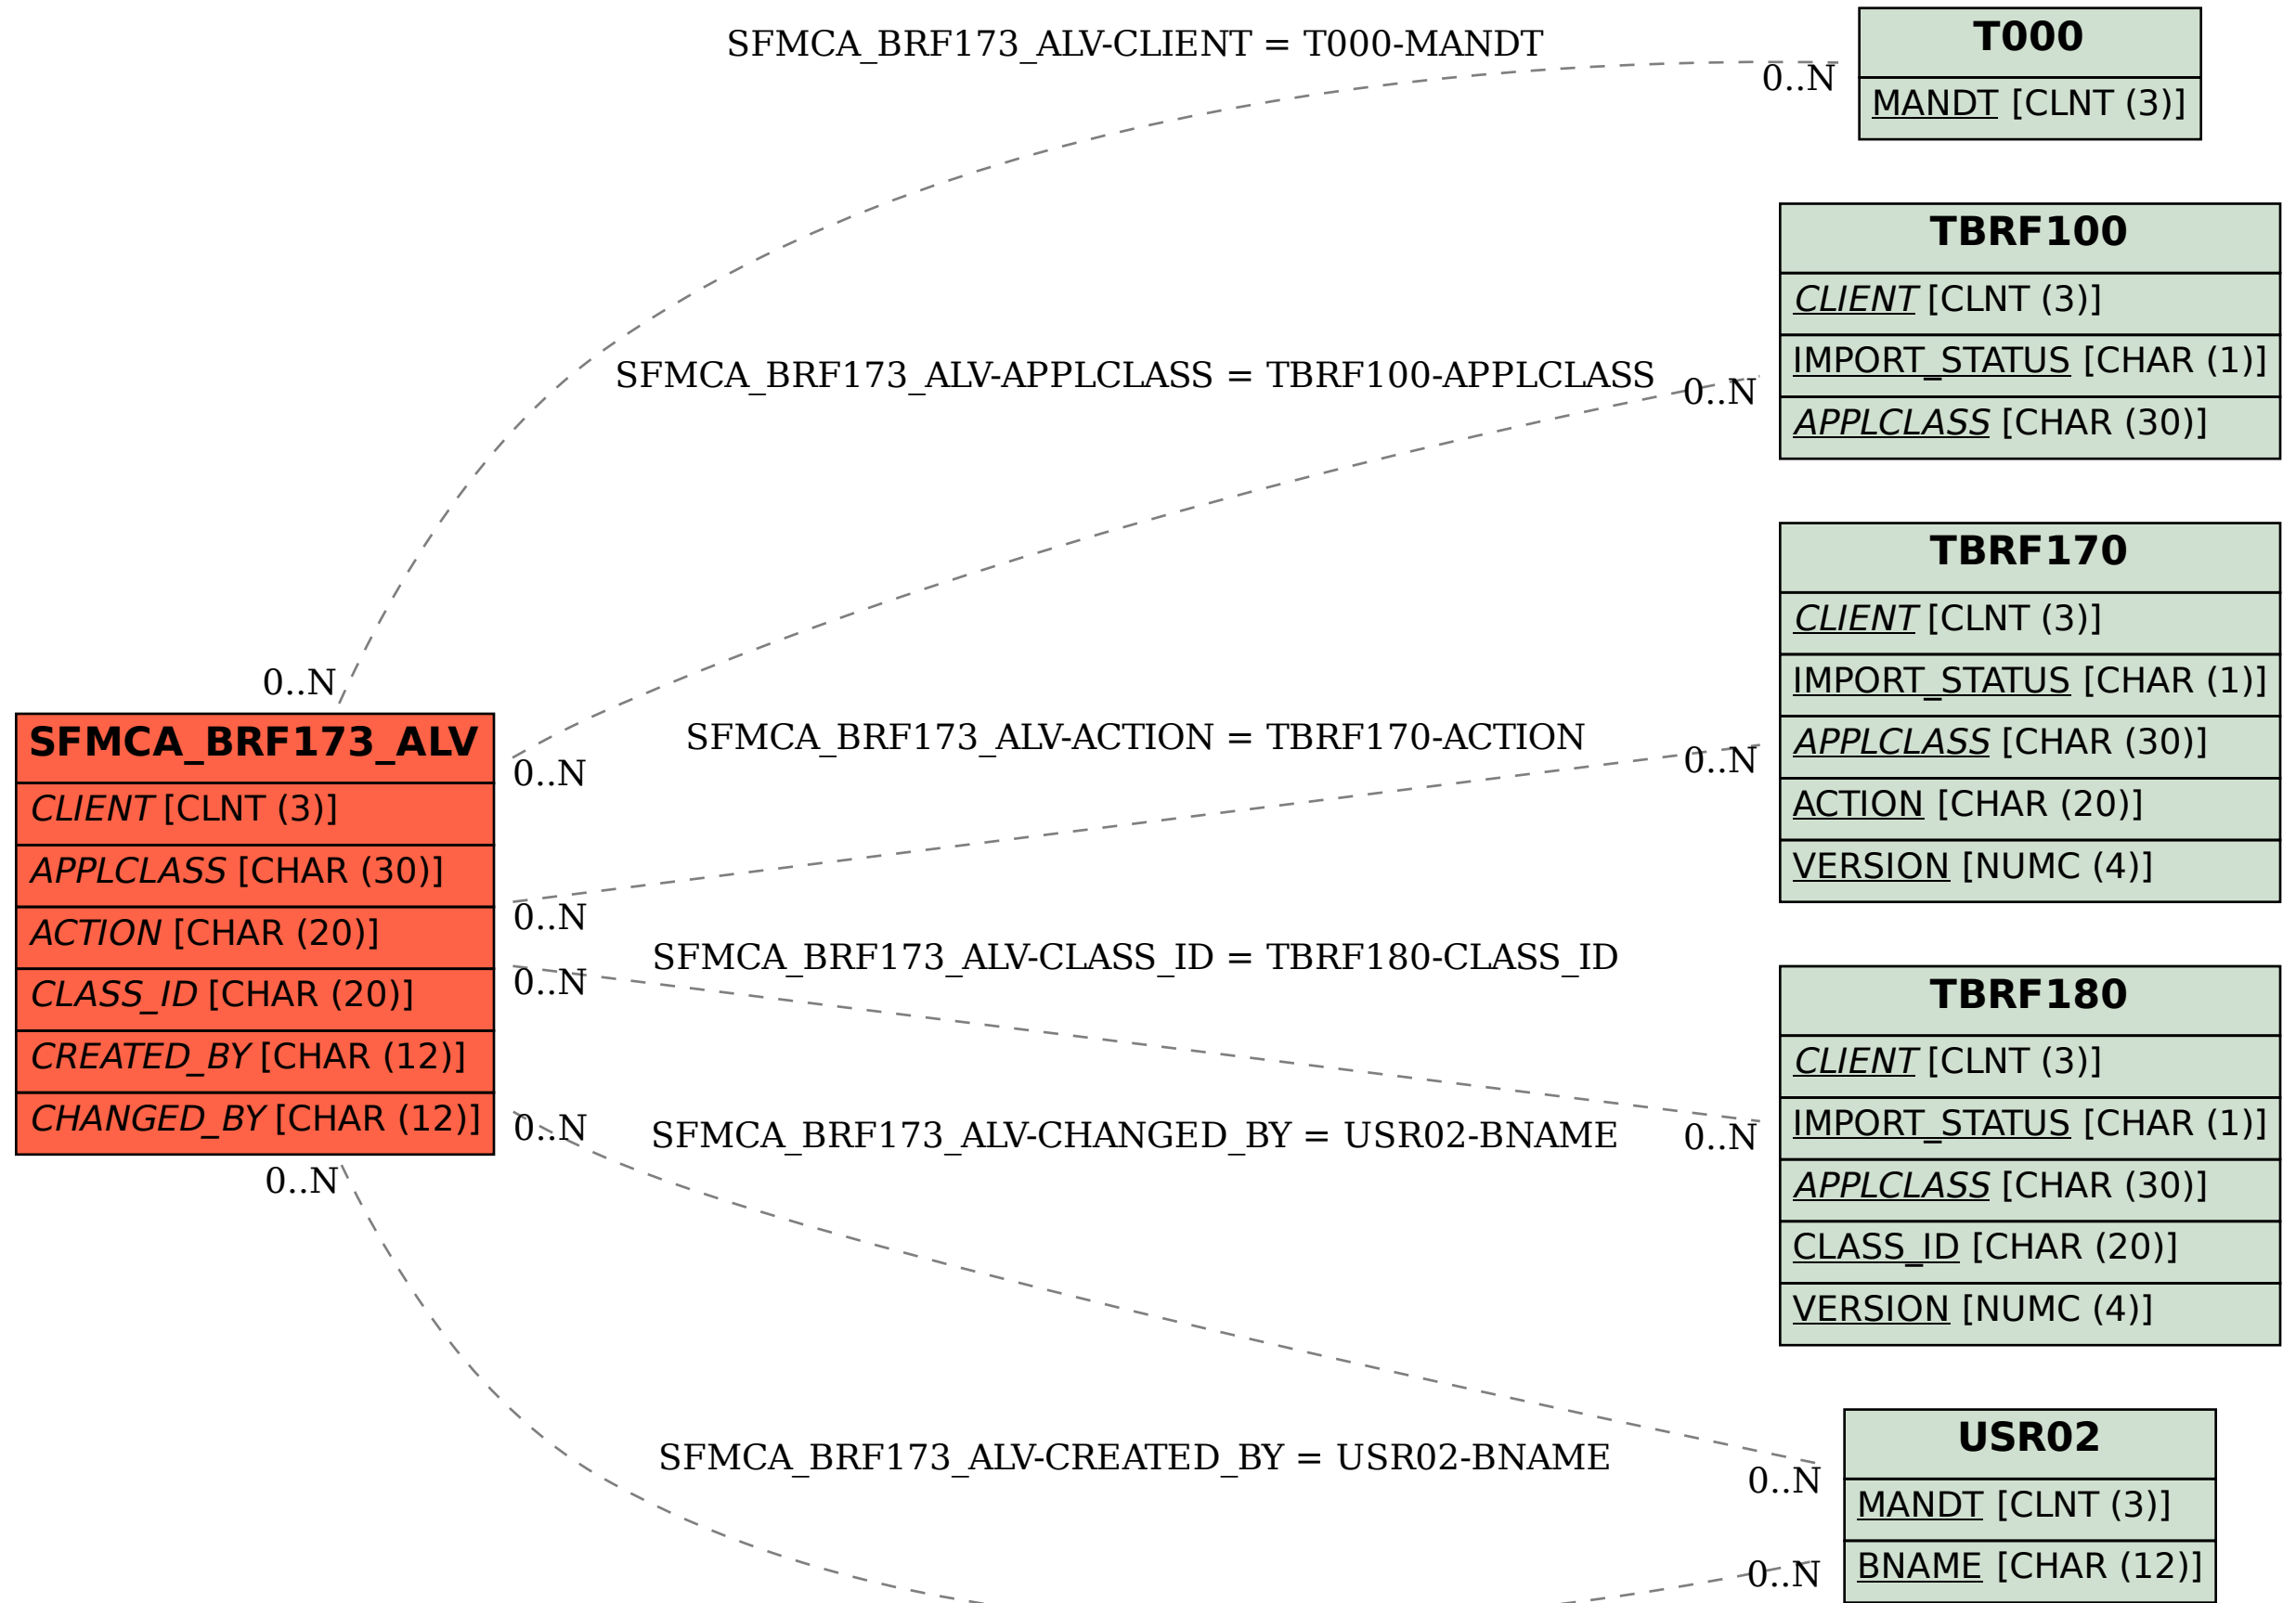 SFMCA_BRF173_ALV-CLIENT = T000-MANDT
0..N
0..N
T000
MANDT [CLNT (3)]
SFMCA_BRF173_ALV-APPLCLASS = TBRF100-APPLCLASS
0..N
0..N
TBRF100
CLIENT [CLNT (3)]
IMPORT_STATUS [CHAR (1)]
APPLCLASS [CHAR (30)]
SFMCA_BRF173_ALV-ACTION = TBRF170-ACTION
0..N
0..N
TBRF170
CLIENT [CLNT (3)]
IMPORT_STATUS [CHAR (1)]
APPLCLASS [CHAR (30)]
ACTION [CHAR (20)]
VERSION [NUMC (4)]
SFMCA_BRF173_ALV
CLIENT [CLNT (3)]
APPLCLASS [CHAR (30)]
ACTION [CHAR (20)]
CLASS_ID [CHAR (20)]
CREATED_BY [CHAR (12)]
CHANGED_BY [CHAR (12)]
SFMCA_BRF173_ALV-CLASS_ID = TBRF180-CLASS_ID
0..N
0..N
TBRF180
CLIENT [CLNT (3)]
IMPORT_STATUS [CHAR (1)]
APPLCLASS [CHAR (30)]
CLASS_ID [CHAR (20)]
VERSION [NUMC (4)]
SFMCA_BRF173_ALV-CHANGED_BY = USR02-BNAME
0..N
0..N
SFMCA_BRF173_ALV-CREATED_BY = USR02-BNAME
0..N
0..N
USR02
MANDT [CLNT (3)]
BNAME [CHAR (12)]